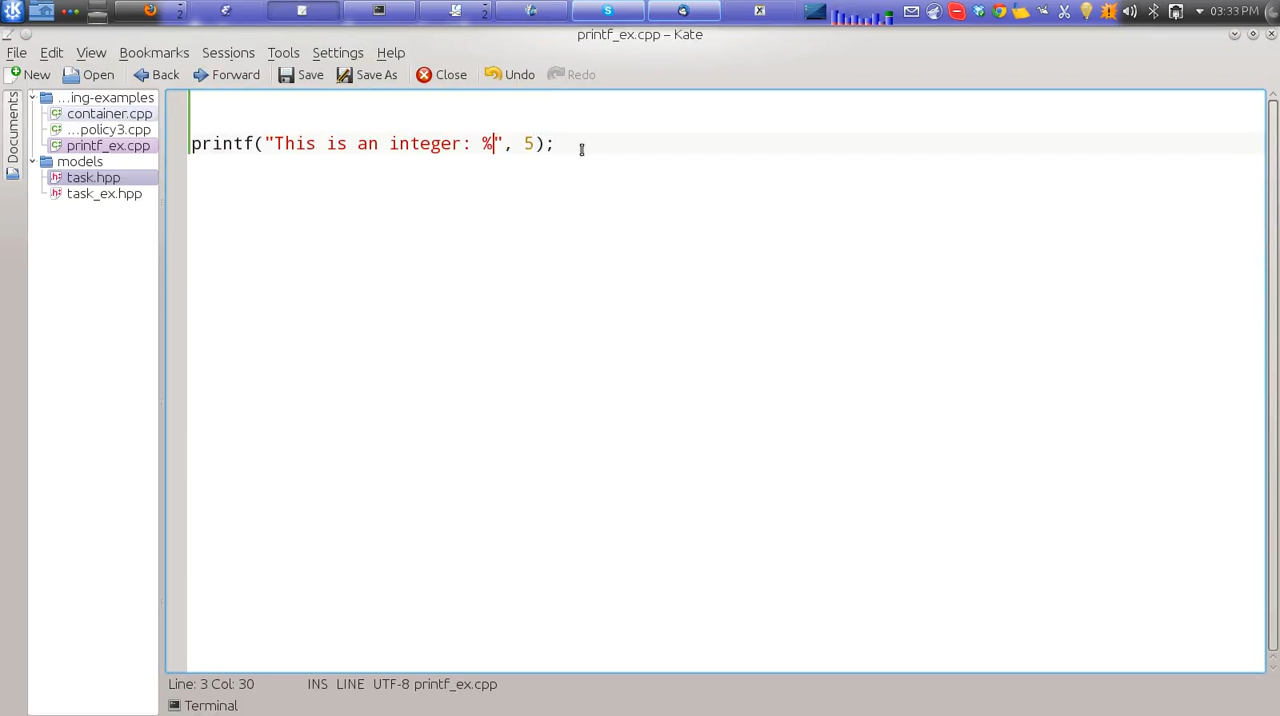 2
2
03:33 PM
printf_ex.cpp – Kate
File Edit View Bookmarks Sessions Tools Settings Help
New Open Back Forward Save Save As Close Undo Redo
Documents
...ing-examples
container.cpp
...policy3.cpp
printf_ex.cpp
models
task.hpp
task_ex.hpp
printf("This is an integer: %", 5);
Line: 3 Col: 30 INS LINE UTF-8 printf_ex.cpp
Terminal